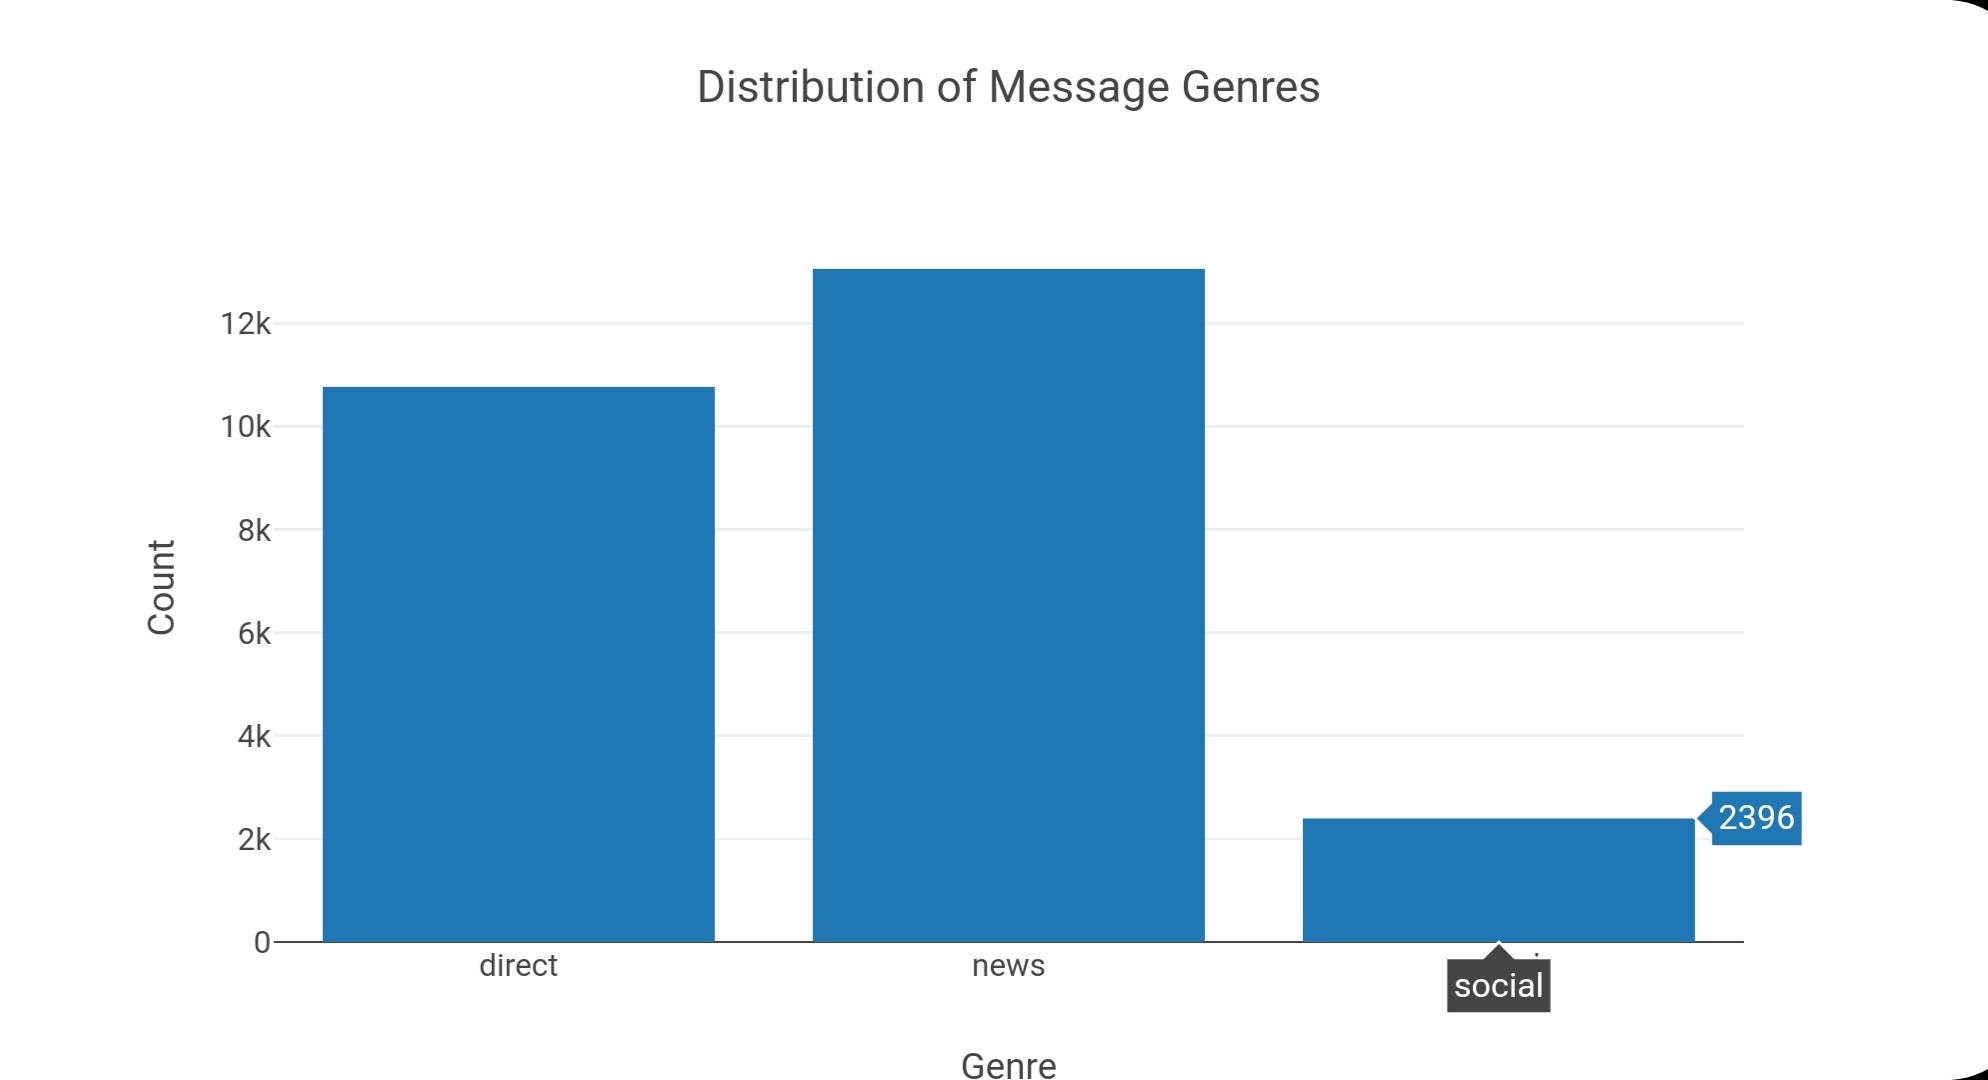 Distribution of Message Genres
12k
10k
8k
6k
4k
2k
0
Count
2396
direct
news
social
Genre